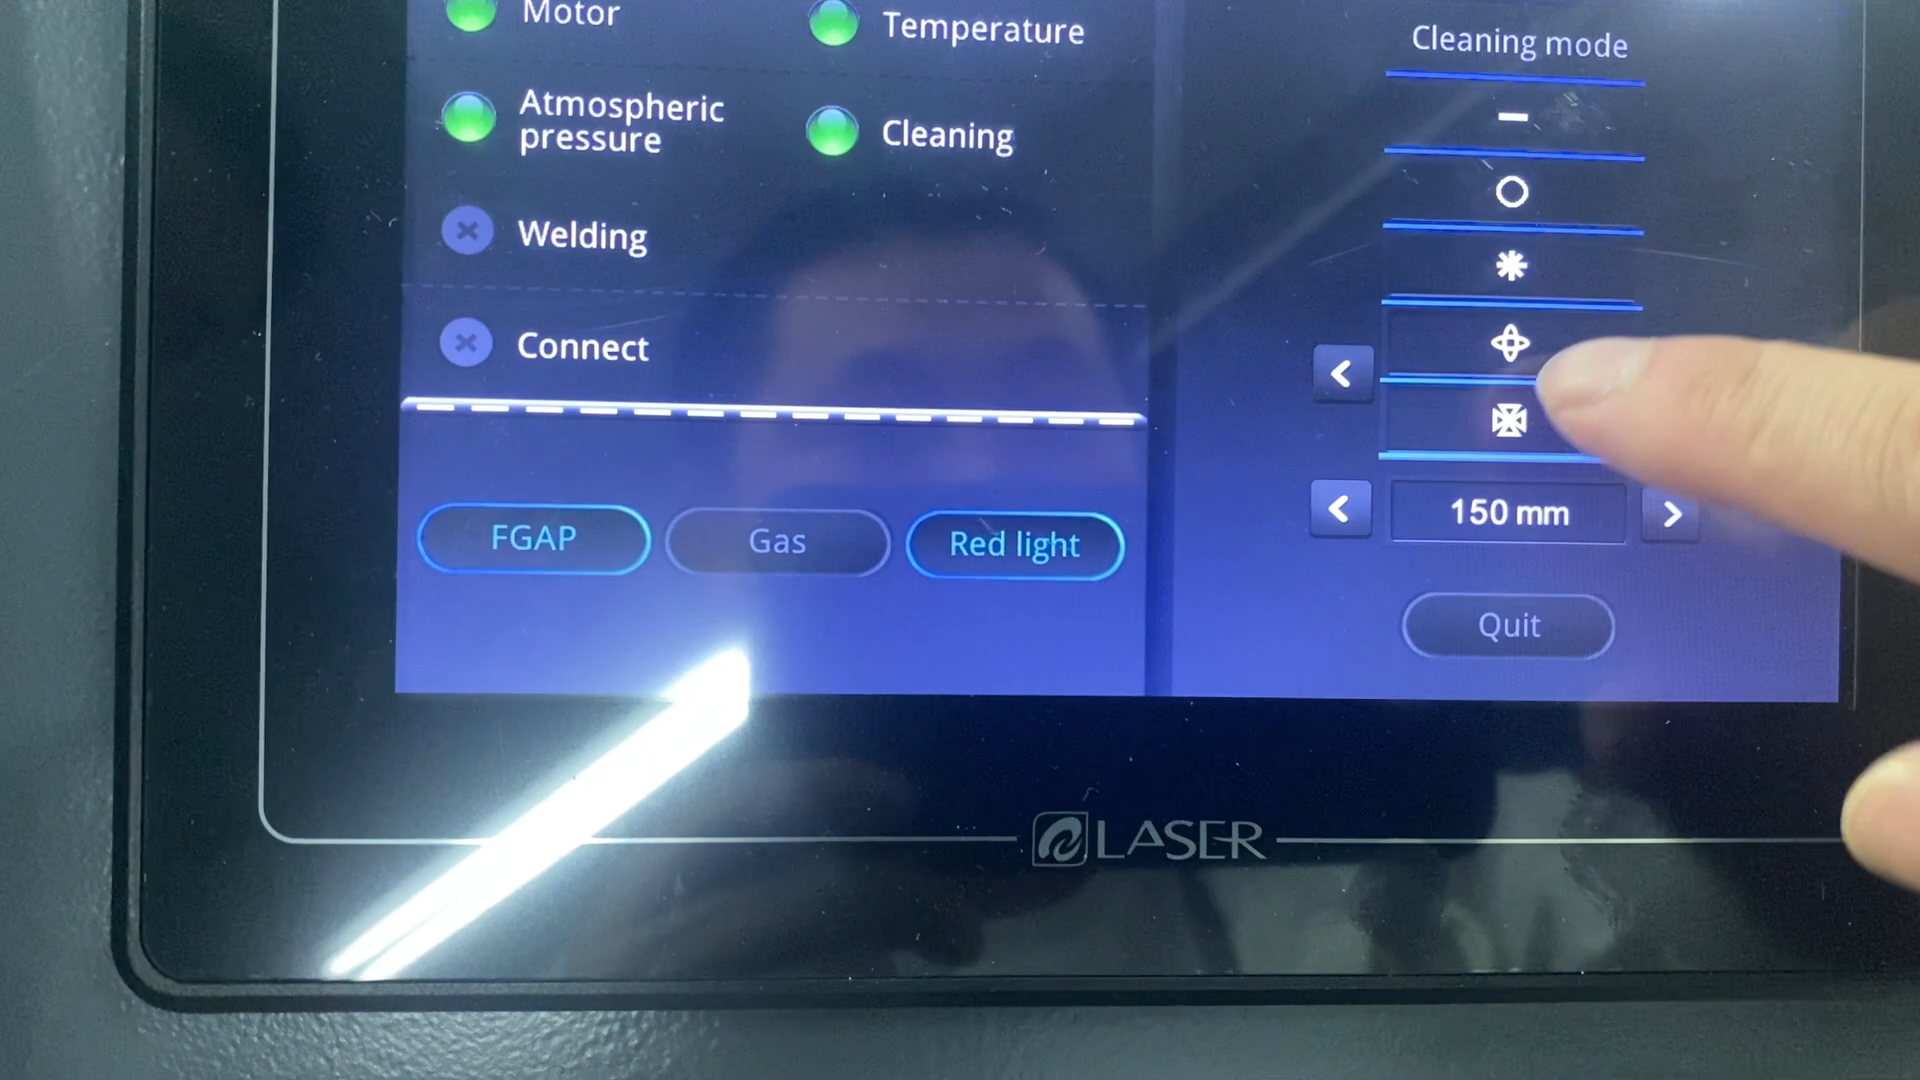 Motor
Temperature
Atmospheric
pressure
Cleaning
Welding
Connect
FGAP
Gas
Red light
Cleaning mode
150 mm
Quit
LASER